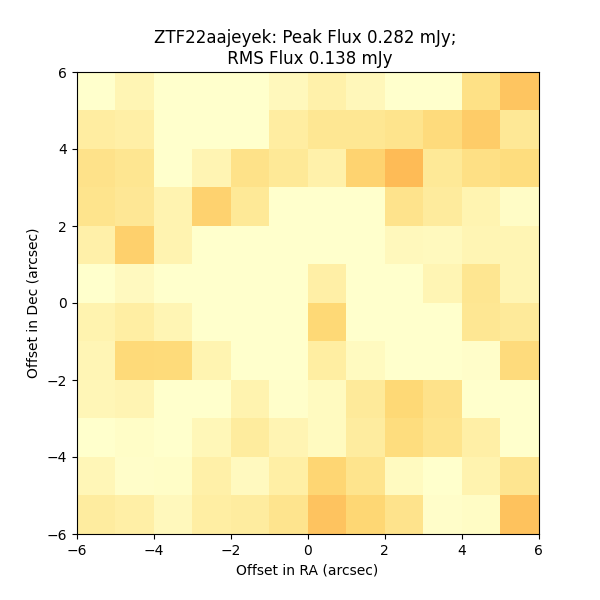 ZTF22aajeyek: Peak Flux 0.282 mJy;
RMS Flux 0.138 mJy
6
4
2
0
−2
−4
−6
Offset in Dec (arcsec)
−6 −4 −2 0 2 4 6
Offset in RA (arcsec)